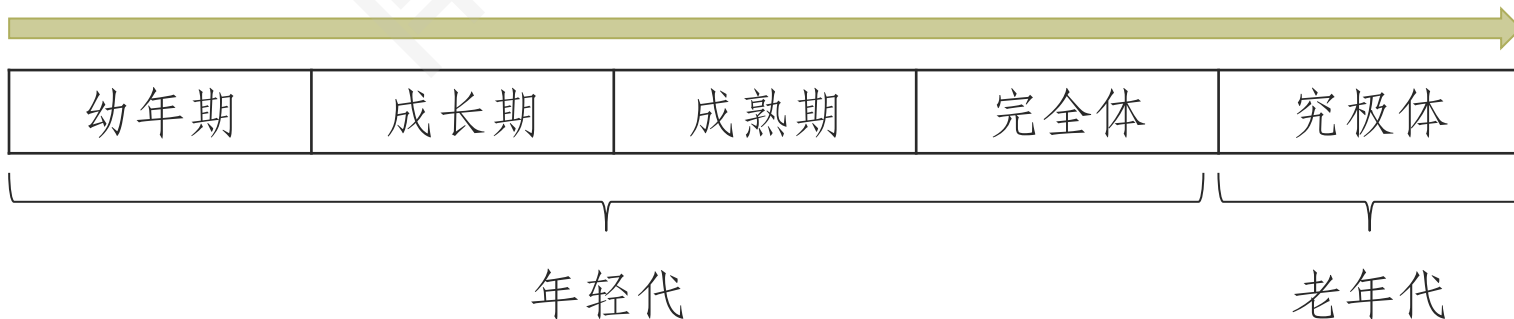 幼年期 成长期 成熟期 完全体 究极体
年轻代 老年代